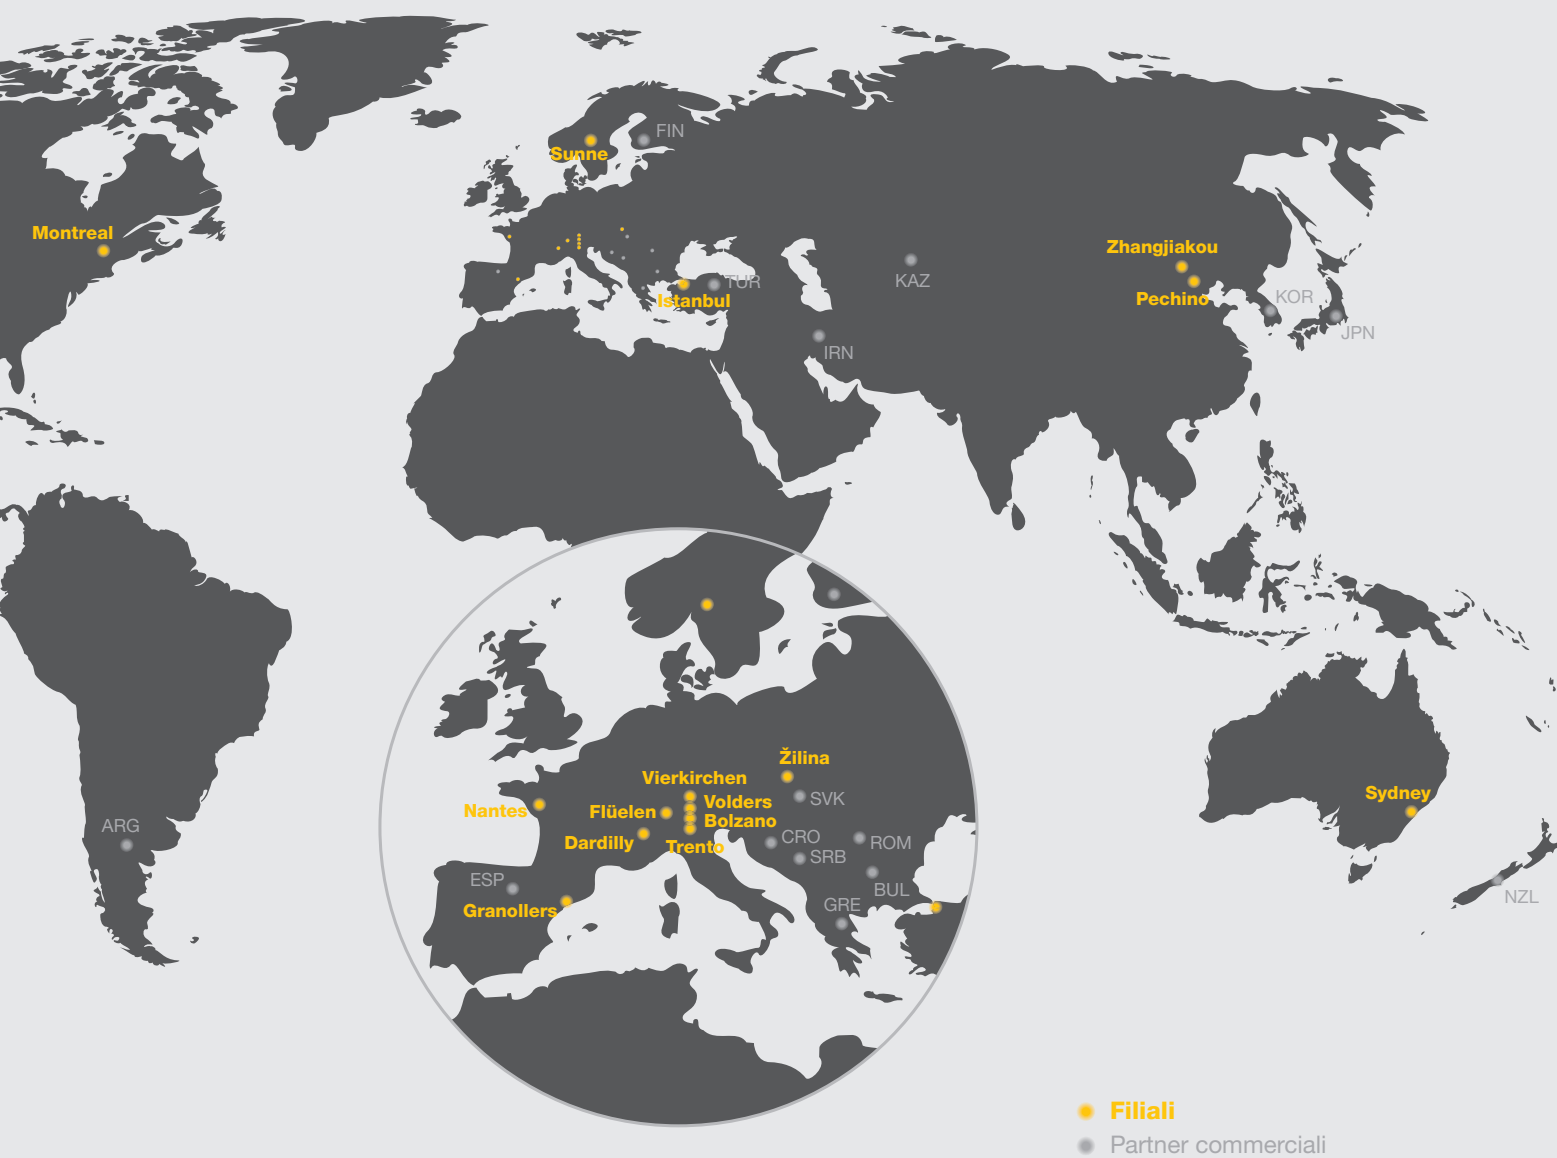 FIN
Sunne
Montreal
Zhangjiakou
KAZ
TUR
Pechino
KOR
Istanbul
JPN
IRN
Žilina
Vierkirchen
Sydney
SVK
Volders
Nantes
Flüelen
Bolzano
ARG
CRO
ROM
Dardilly
Trento
SRB
ESP
BUL
NZL
GRE
Granollers
Filiali
Partner commerciali